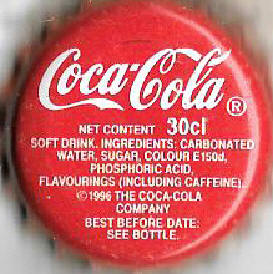 Coca-Cola ®
NET CONTENT 30cl
SOFT DRINK. INGREDIENTS: CARBONATED
WATER, SUGAR, COLOUR E150d,
PHOSPHORIC ACID,
FLAVOURINGS (INCLUDING CAFFEINE).
© 1996 THE COCA-COLA
COMPANY
BEST BEFORE DATE:
SEE BOTTLE.